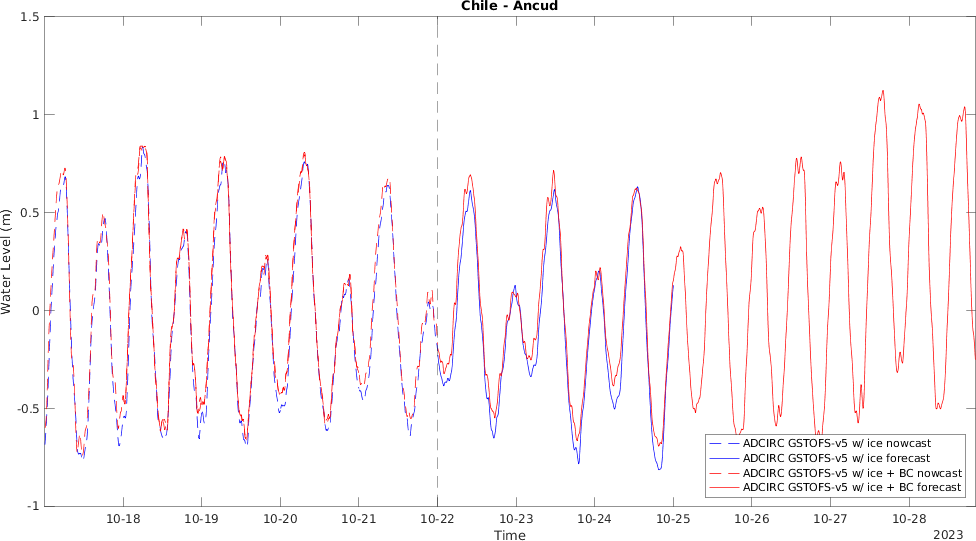 Chile - Ancud
Water Level (m)
1.5
1
0.5
0
-0.5
-1
10-18 10-19 10-20 10-21 10-22 10-23 10-24 10-25 10-26 10-27 10-28
Time
2023
ADCIRC GSTOFS-v5 w/ ice nowcast
ADCIRC GSTOFS-v5 w/ ice forecast
ADCIRC GSTOFS-v5 w/ ice + BC nowcast
ADCIRC GSTOFS-v5 w/ ice + BC forecast